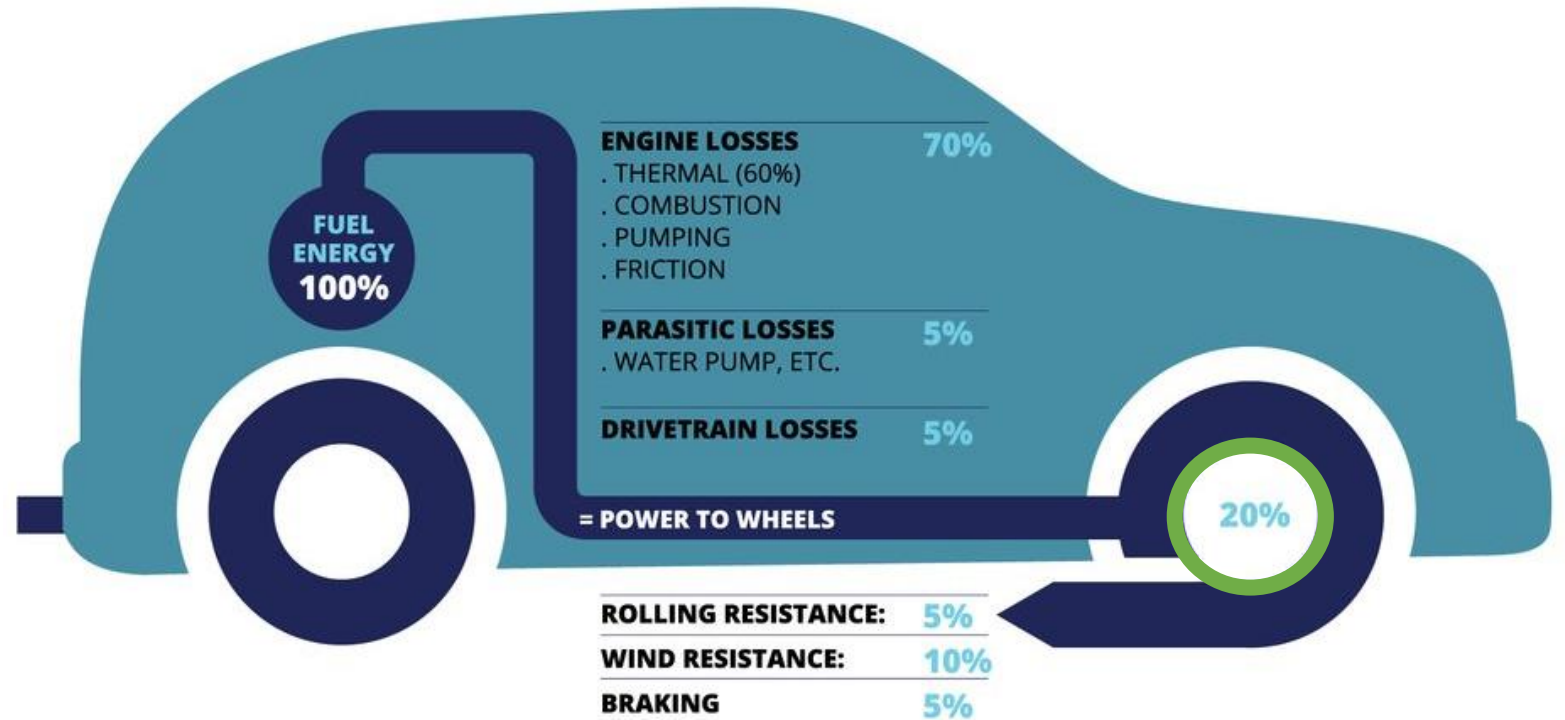 FUEL
ENERGY
100%
ENGINE LOSSES 70%
. THERMAL (60%)
. COMBUSTION
. PUMPING
. FRICTION
PARASITIC LOSSES 5%
. WATER PUMP, ETC.
DRIVETRAIN LOSSES 5%
= POWER TO WHEELS 20%
ROLLING RESISTANCE: 5%
WIND RESISTANCE: 10%
BRAKING 5%